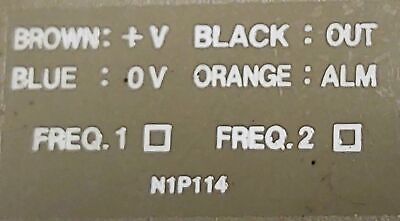 BROWN: +V BLACK: OUT
BLUE : 0V ORANGE: ALM
FREQ.1 □ FREQ.2 □
N1P114